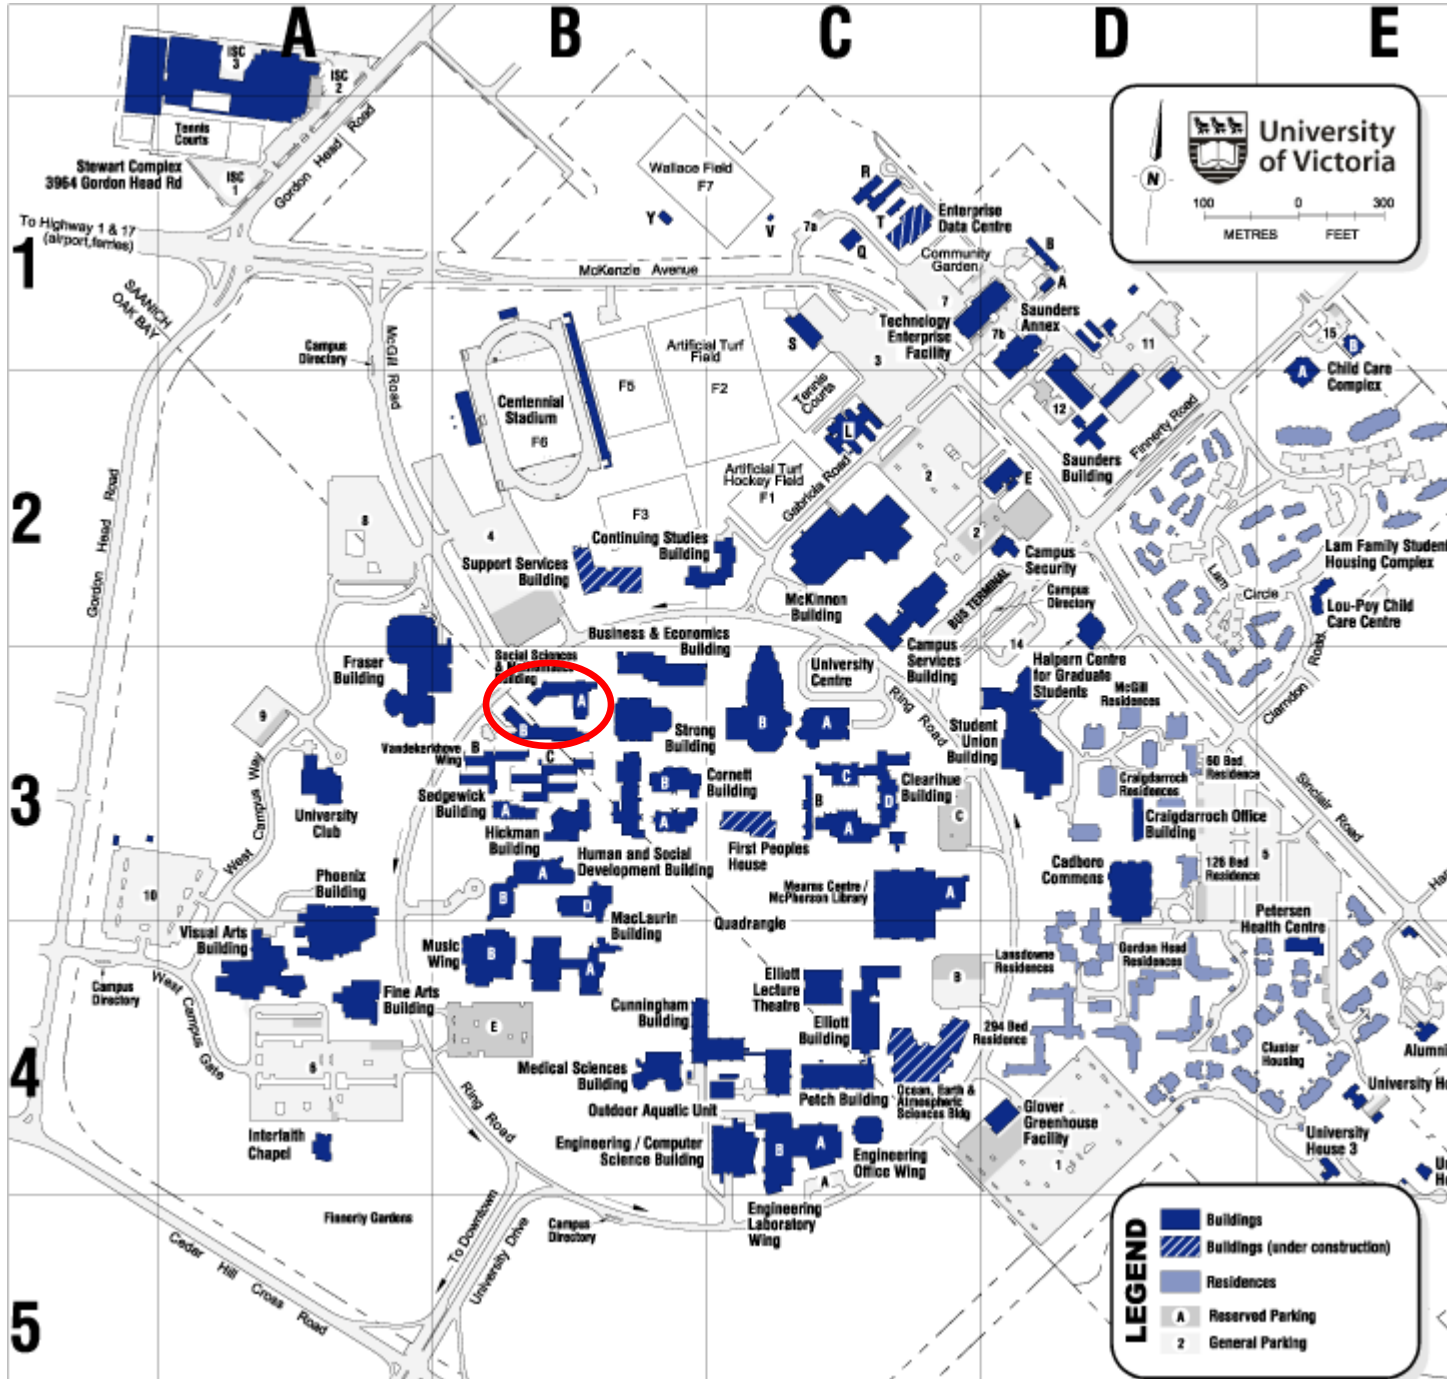 A
B
C
D
E
1
2
3
4
5
ISC
3
ISC
2
Tennis
Courts
ISC
1
Stewart Complex
3964 Gordon Head Rd
To Highway 1 & 17
(airport,ferries)
Gordon Head Road
SAANICH
OAK BAY
University
of Victoria
N
100
0
300
METRES
FEET
Wallace Field
F7
Y
V
R
T
Q
7a
Enterprise
Data Centre
Community
Garden
B
A
7
McKenzie Avenue
Technology
Enterprise
Facility
Saunders
Annex
7b
11
15
B
A
Child Care
Complex
S
3
Campus
Directory
McGill Road
Artificial Turf
Field
F2
F5
Centennial
Stadium
F6
Tennis
Courts
L
12
Finnerty Road
Saunders
Building
Gordon Head Road
8
4
Artificial Turf
Hockey Field
F1
F3
Gabriola Road
2
E
2
Continuing Studies
Building
Support Services
Building
McKinnon
Building
Campus
Security
BUS TERMINAL
Campus
Directory
Lam
Circle
Lam Family Student
Housing Complex
Lou-Poy Child
Care Centre
Business & Economics
Building
Social Sciences
Building
A
B
Fraser
Building
University
Centre
Campus
Services
Building
14
Halpern Centre
for Graduate
Students
McGill
Residences
Clarndon
Road
9
Strong
Building
B
A
Ring Road
Student
Union
Building
Vandekerkhove
Wing
B
C
Sedgewick
Building
A
Cornett
Building
B
A
C
B
D
A
Clearihue
Building
C
Craigdarroch
Residences
60 Bed
Residence
Sinclair Road
University
Club
West Campus Way
Hickman
Building
First Peoples
House
Craigdarroch Office
Building
Human and Social
Development Building
Cadboro
Commons
126 Bed
Residence
5
Phoenix
Building
10
A
B
D
MacLaurin
Building
Mearns Centre /
McPherson Library
A
Quadrangle
Petersen
Health Centre
Visual Arts
Building
Music
Wing
B
A
Lansdowne
Residences
Gordon Head
Residences
Campus
Directory
West Campus Gate
Fine Arts
Building
E
Elliott
Lecture
Theatre
B
Cunningham
Building
Elliott
Building
294 Bed
Residence
6
Medical Sciences
Building
Cluster
Housing
Alumni
Petch Building
Ocean, Earth &
Atmospheric
Sciences Bldg
Outdoor Aquatic Unit
Glover
Greenhouse
Facility
University
House 3
Ring Road
Interfaith
Chapel
Engineering / Computer
Science Building
B
A
Engineering
Office Wing
1
A
Finnerty Gardens
To Downtown
University Drive
Campus
Directory
Engineering
Laboratory
Wing
Cedar Hill Cross Road
LEGEND
Buildings
Buildings (under construction)
Residences
A
Reserved Parking
2
General Parking